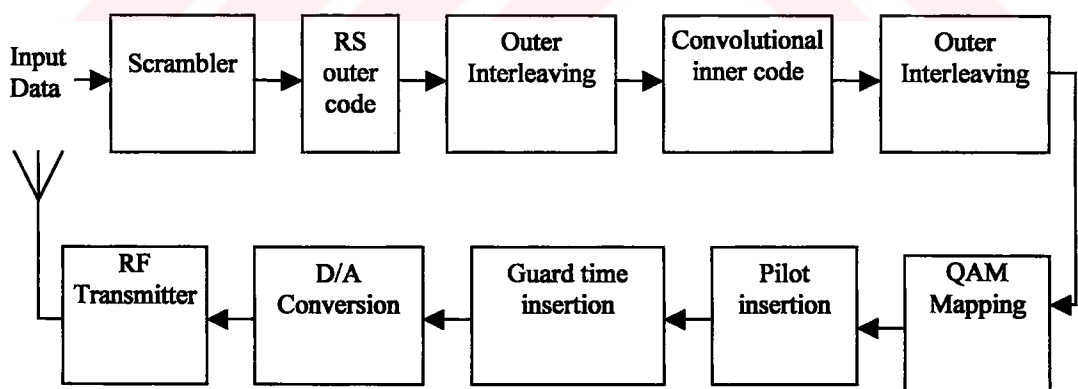 Input
Data
Scrambler
RS
outer
code
Outer
Interleaving
Convolutional
inner code
Outer
Interleaving
QAM
Mapping
Pilot
insertion
Guard time
insertion
D/A
Conversion
RF
Transmitter